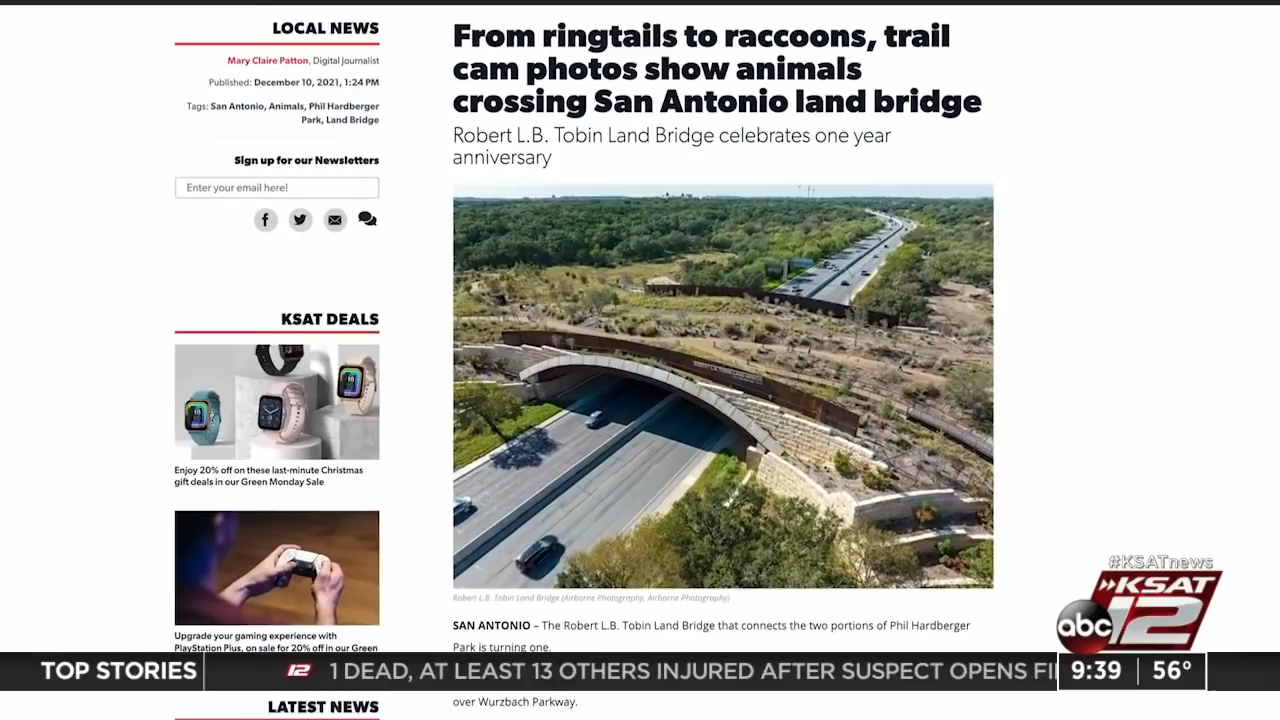 LOCAL NEWS
Mary Claire Patton, Digital Journalist
Published: December 10, 2021, 1:24 PM
Tags: San Antonio, Animals, Phil Hardberger
Park, Land Bridge
Sign up for our Newsletters
Enter your email here!
KSAT DEALS
Enjoy 20% off on these last-minute Christmas
gift deals in our Green Monday Sale
Upgrade your gaming experience with
PlayStation Plus, on sale for 20% off in our Green
From ringtails to raccoons, trail
cam photos show animals
crossing San Antonio land bridge
Robert L.B. Tobin Land Bridge celebrates one year
anniversary
Robert L.B. Tobin Land Bridge (Airborne Photography, Airborne Photography)
SAN ANTONIO – The Robert L.B. Tobin Land Bridge that connects the two portions of Phil Hardberger
Park is turning one.
#KSATnews
KSAT
abc 12
TOP STORIES
12 1 DEAD, AT LEAST 13 OTHERS INJURED AFTER SUSPECT OPENS FI
9:39 56°
over Wurzbach Parkway.
LATEST NEWS